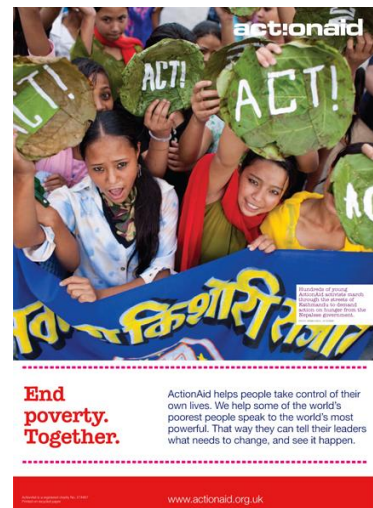 act!onaid
ACT!
ACT!
ACT!
AC
किशोरी
Hundreds of young
ActionAid activists march
through the streets of
Kathmandu to demand
action on hunger from the
Nepalese government.
End
poverty.
Together.
ActionAid helps people take control of their
own lives. We help some of the world's
poorest people speak to the world's most
powerful. That way they can tell their leaders
what needs to change, and see it happen.
www.actionaid.org.uk